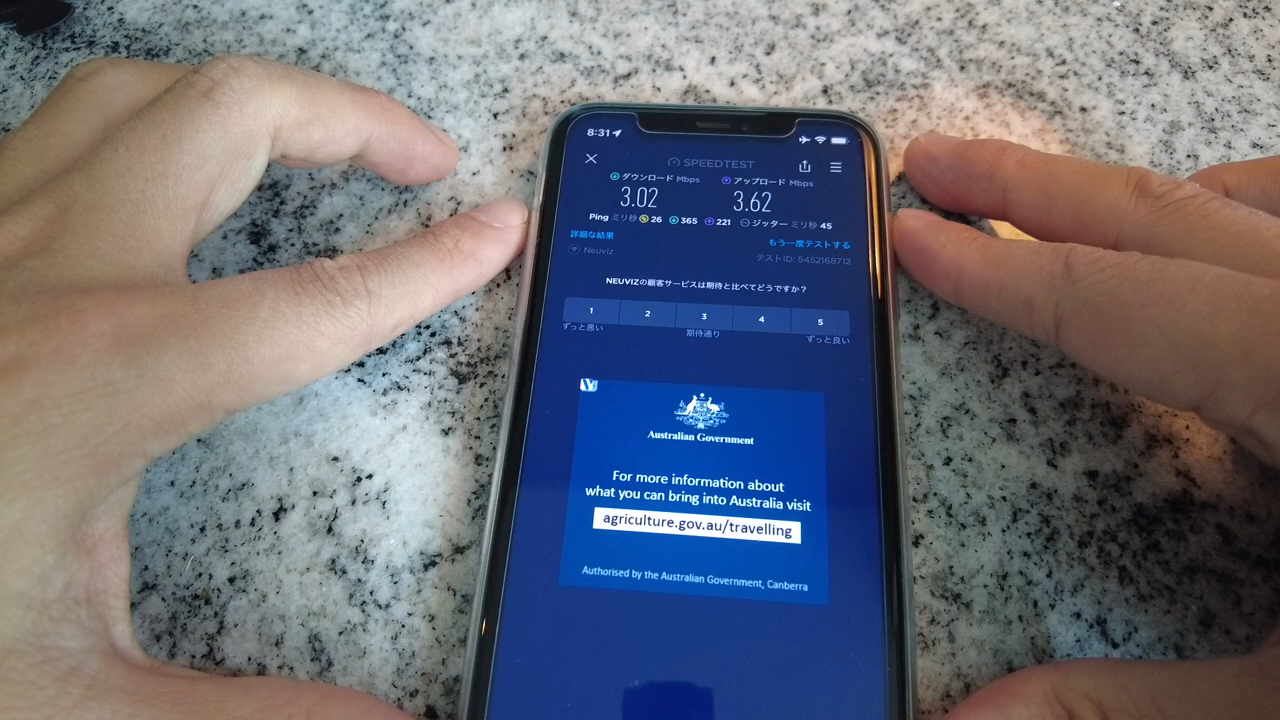 8:31
SPEEDTEST
ダウンロード Mbps アップロード Mbps
3.02 3.62
Ping ミリ秒 26 365 221 ジッター ミリ秒 45
詳細な結果 もう一度テストする
Neuviz テストID: 5452168712
NEUVIZの顧客サービスは期待と比べてどうですか？
1 2 3 4 5
ずっと悪い 期待通り ずっと良い
Australian Government
For more information about
what you can bring into Australia visit
agriculture.gov.au/travelling
Authorised by the Australian Government, Canberra